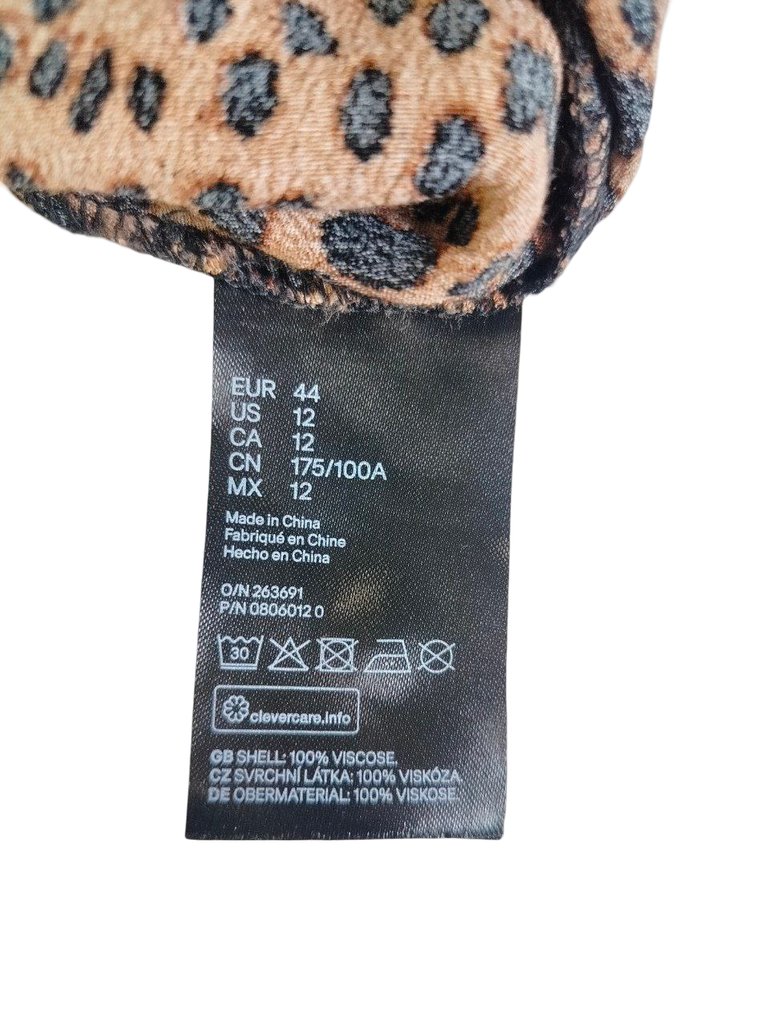 EUR 44
US 12
CA 12
CN 175/100A
MX 12
Made in China
Fabriqué en Chine
Hecho en China
O/N 263691
P/N 0806012 0
30
clevercare.info
GB SHELL: 100% VISCOSE.
CZ SVRCHNÍ LÁTKA: 100% VISKÓZA
DE OBERMATERIAL: 100% VISKOSE.